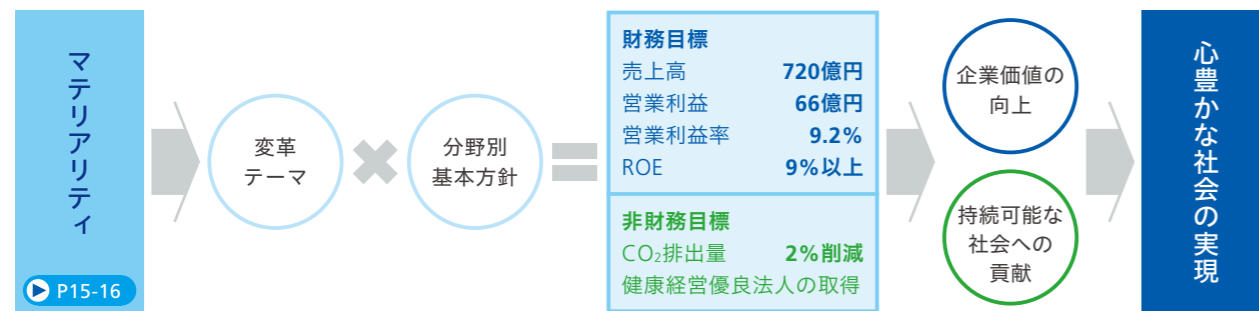 マテリアリティ
P15-16
変革
テーマ
分野別
基本方針
財務目標
売上高 720億円
営業利益 66億円
営業利益率 9.2%
ROE 9%以上
非財務目標
CO₂排出量 2%削減
健康経営優良法人の取得
企業価値の
向上
持続可能な
社会への
貢献
心豊かな社会の実現